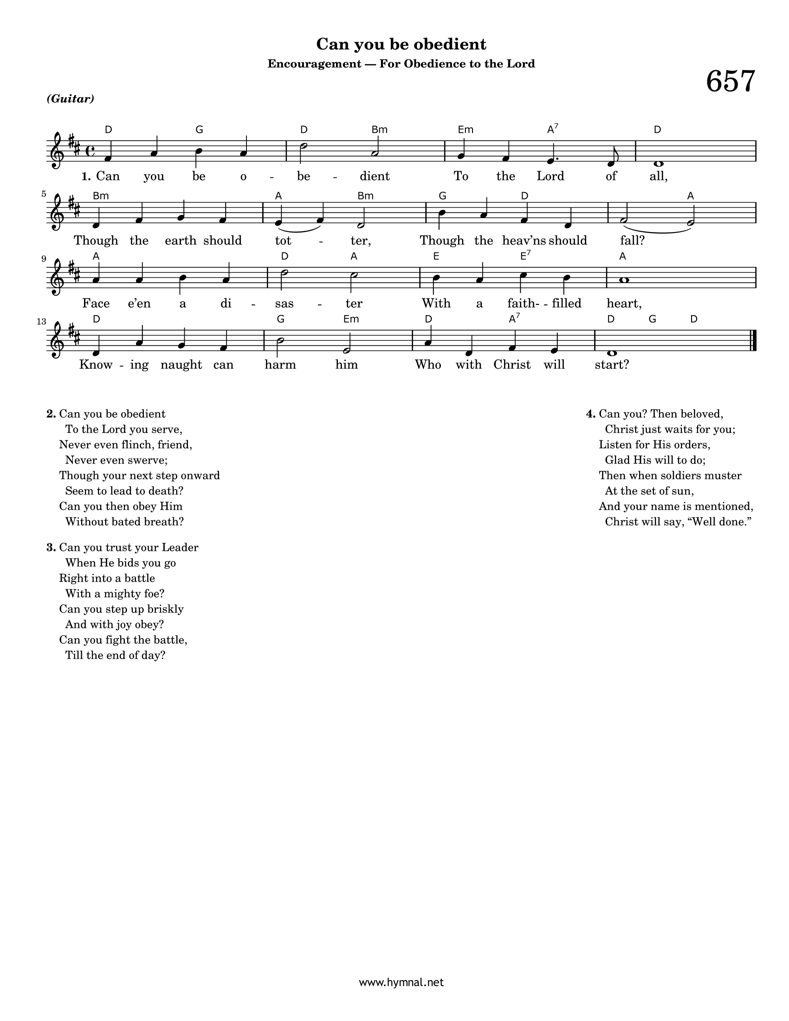 Can you be obedient
Encouragement — For Obedience to the Lord
657
(Guitar)
D G D Bm Em A7 D
1. Can you be o - be - dient To the Lord of all,
5
Bm A Bm G D A
Though the earth should tot - ter, Though the heav'ns should fall?
9
A D A E E7 A
Face e'en a di - sas - ter With a faith- - filled heart,
13
D G Em D A7 D G D
Know - ing naught can harm him Who with Christ will start?
2. Can you be obedient
To the Lord you serve,
Never even flinch, friend,
Never even swerve;
Though your next step onward
Seem to lead to death?
Can you then obey Him
Without bated breath?
3. Can you trust your Leader
When He bids you go
Right into a battle
With a mighty foe?
Can you step up briskly
And with joy obey?
Can you fight the battle,
Till the end of day?
4. Can you? Then beloved,
Christ just waits for you;
Listen for His orders,
Glad His will to do;
Then when soldiers muster
At the set of sun,
And your name is mentioned,
Christ will say, “Well done.”
www.hymnal.net